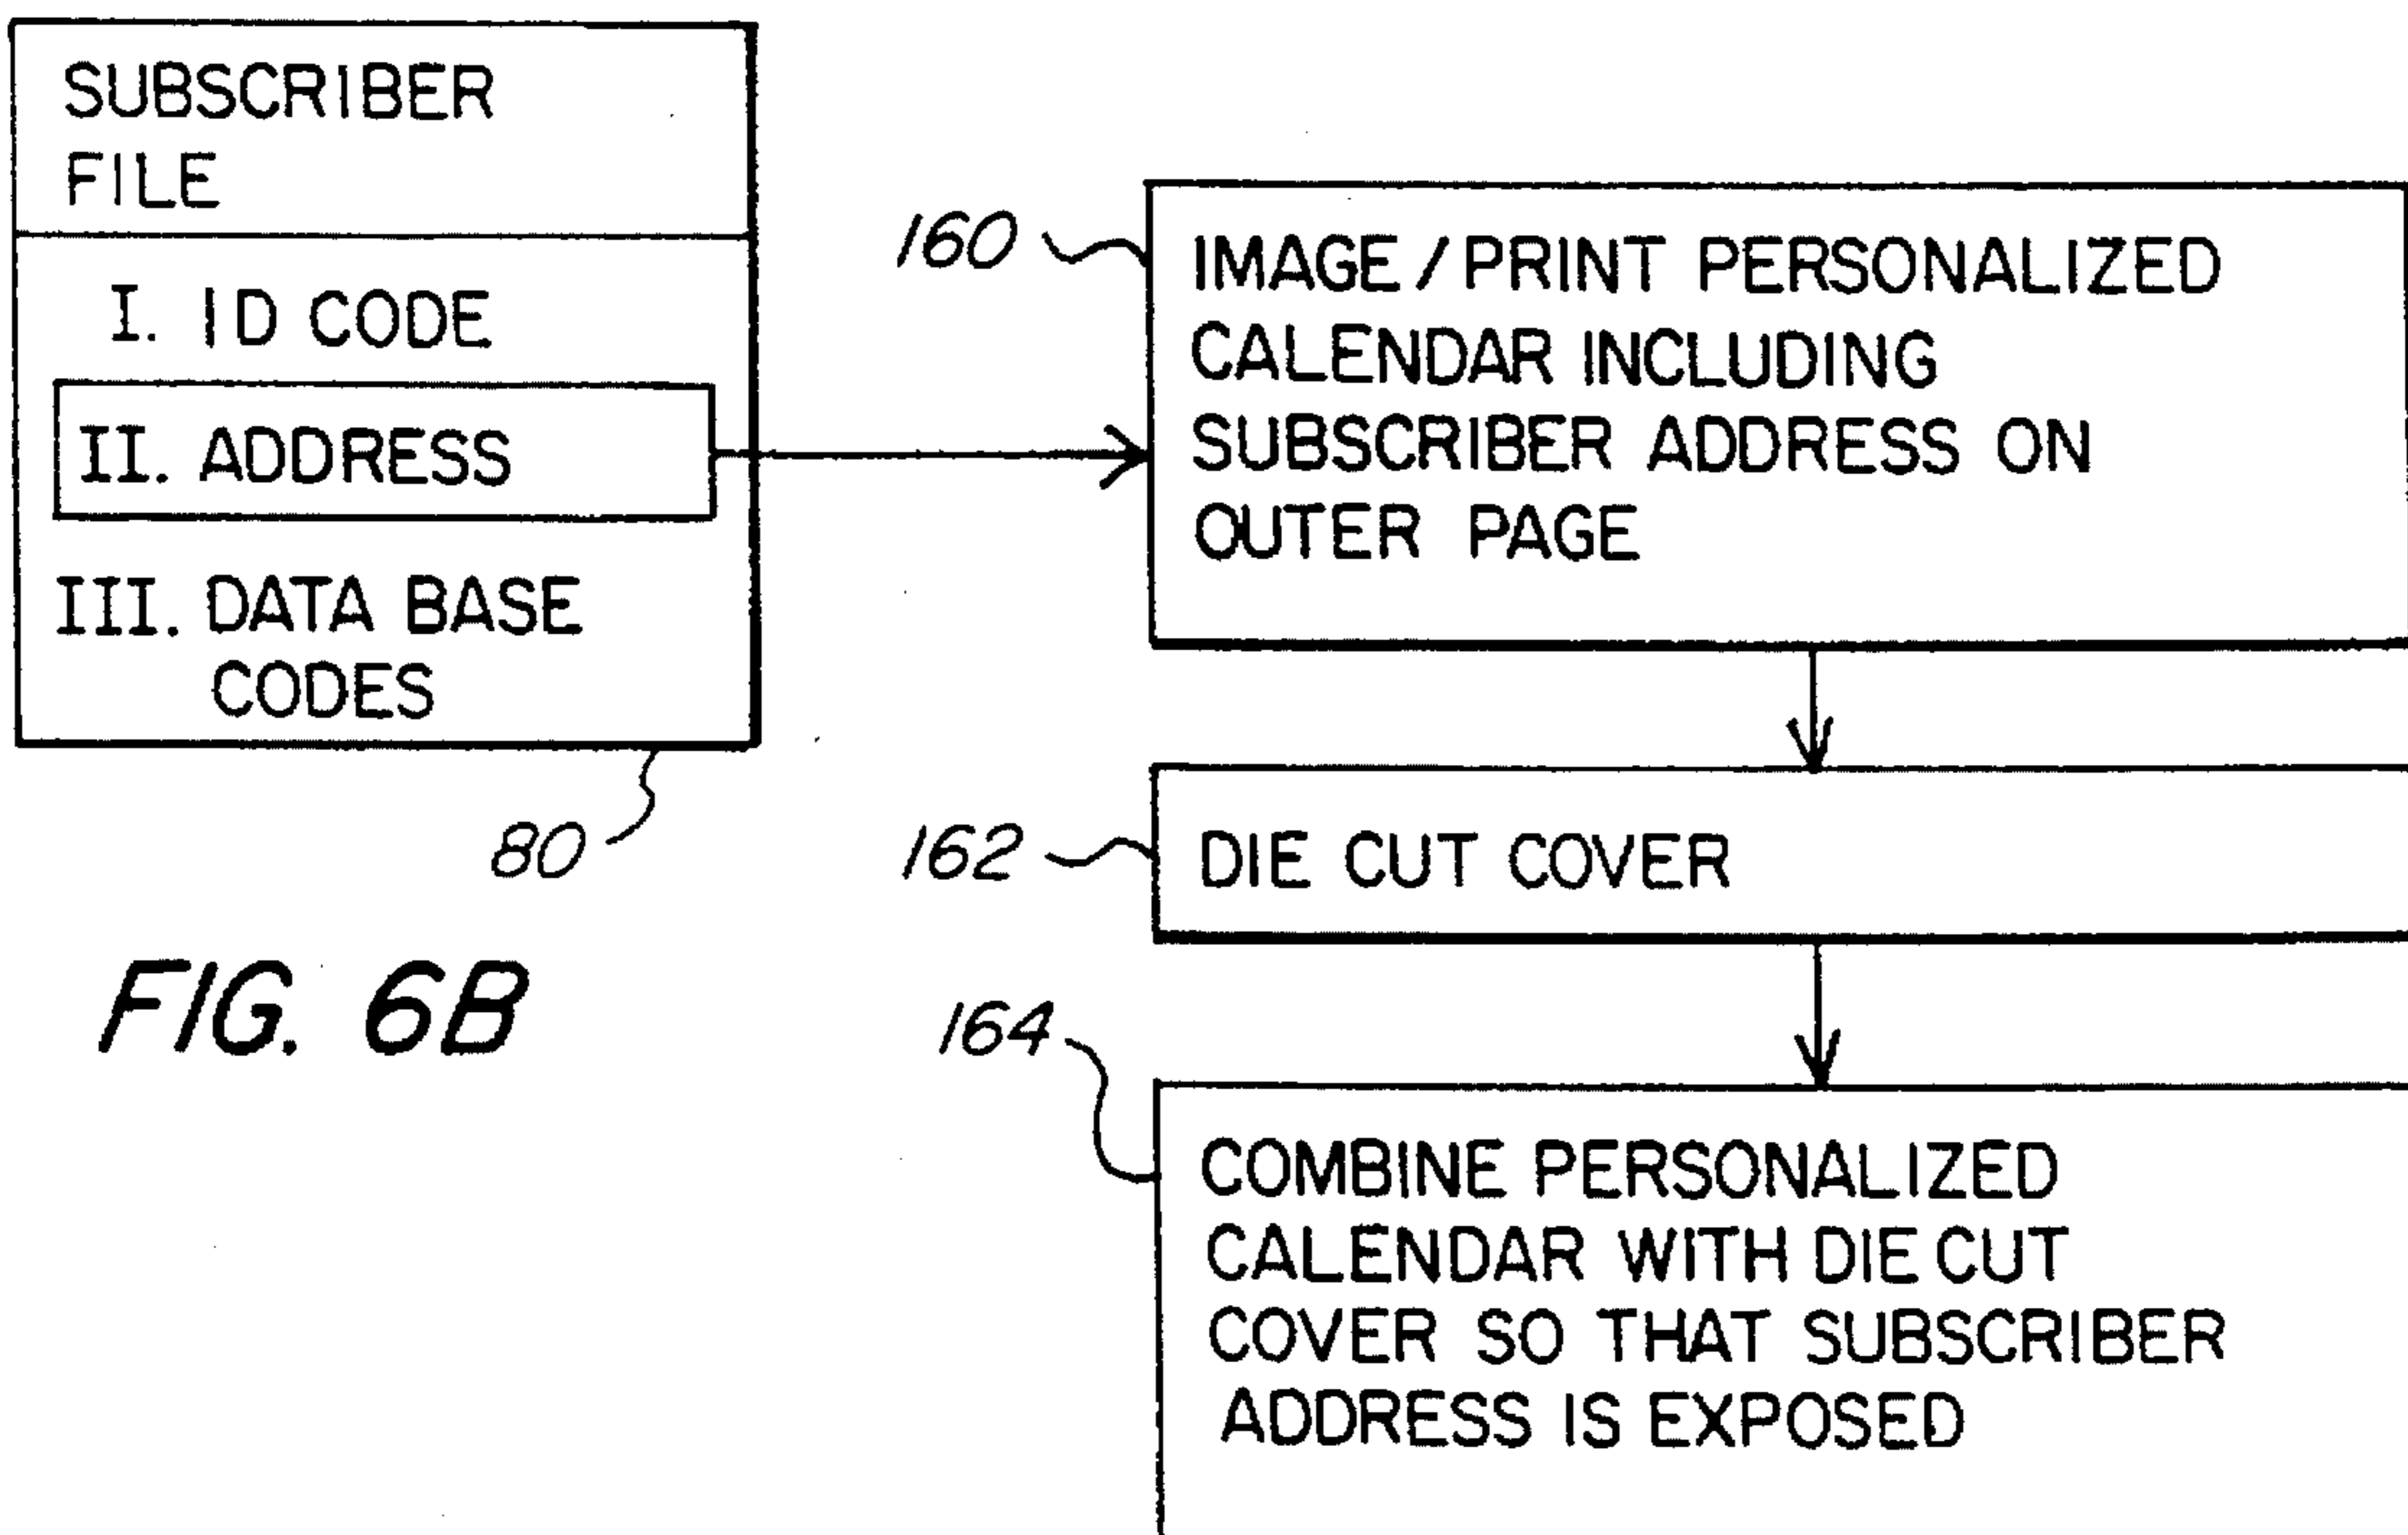 SUBSCRIBER
FILE
I. ID CODE
II. ADDRESS
III. DATA BASE
CODES
80
FIG. 6B
160
IMAGE / PRINT PERSONALIZED
CALENDAR INCLUDING
SUBSCRIBER ADDRESS ON
OUTER PAGE
162
DIE CUT COVER
164
COMBINE PERSONALIZED
CALENDAR WITH DIE CUT
COVER SO THAT SUBSCRIBER
ADDRESS IS EXPOSED